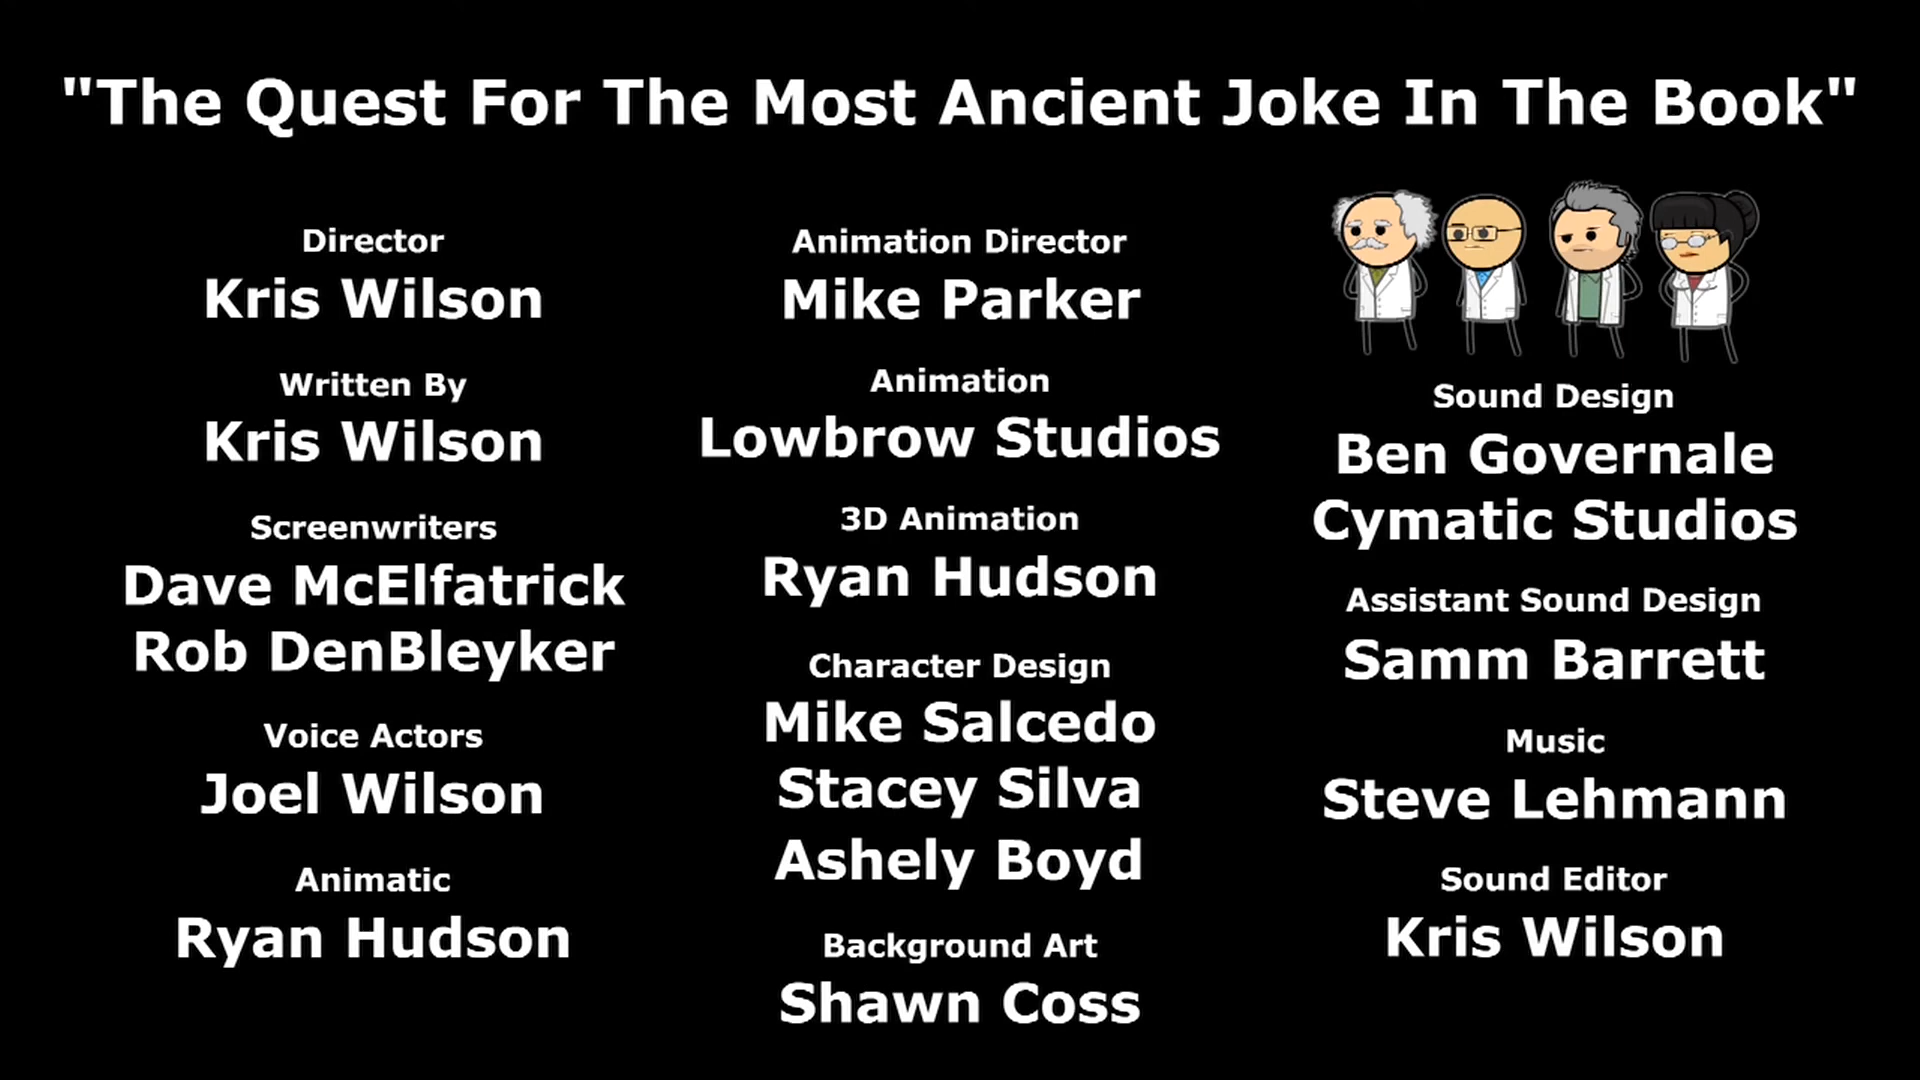 "The Quest For The Most Ancient Joke In The Book"
Director
Kris Wilson
Written By
Kris Wilson
Screenwriters
Dave McElfatrick
Rob DenBleyker
Voice Actors
Joel Wilson
Animatic
Ryan Hudson
Animation Director
Mike Parker
Animation
Lowbrow Studios
3D Animation
Ryan Hudson
Character Design
Mike Salcedo
Stacey Silva
Ashely Boyd
Background Art
Shawn Coss
Sound Design
Ben Governale
Cymatic Studios
Assistant Sound Design
Samm Barrett
Music
Steve Lehmann
Sound Editor
Kris Wilson